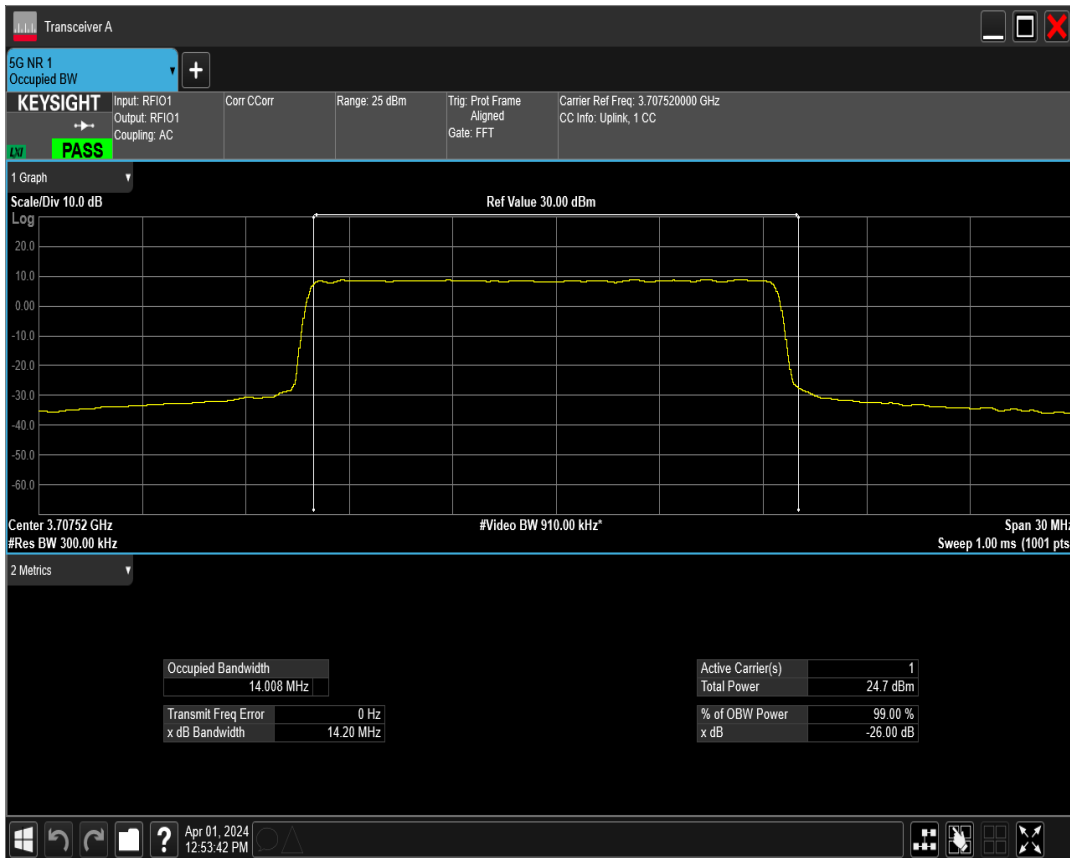 Transceiver A
5G NR 1
Occupied BW
+
KEYSIGHT
LXI PASS
Input: RFIO1
Output: RFIO1
Coupling: AC
Corr CCorr
Range: 25 dBm
Trig: Prot Frame
Aligned
Gate: FFT
Carrier Ref Freq: 3.707520000 GHz
CC Info: Uplink, 1 CC
1 Graph
Scale/Div 10.0 dB
Ref Value 30.00 dBm
Log
20.0
10.0
0.00
-10.0
-20.0
-30.0
-40.0
-50.0
-60.0
Center 3.70752 GHz
#Video BW 910.00 kHz*
Span 30 MHz
#Res BW 300.00 kHz
Sweep 1.00 ms (1001 pts
2 Metrics
Occupied Bandwidth
14.008 MHz
Transmit Freq Error 0 Hz
x dB Bandwidth 14.20 MHz
Active Carrier(s) 1
Total Power 24.7 dBm
% of OBW Power 99.00 %
x dB -26.00 dB
?
Apr 01, 2024
12:53:42 PM